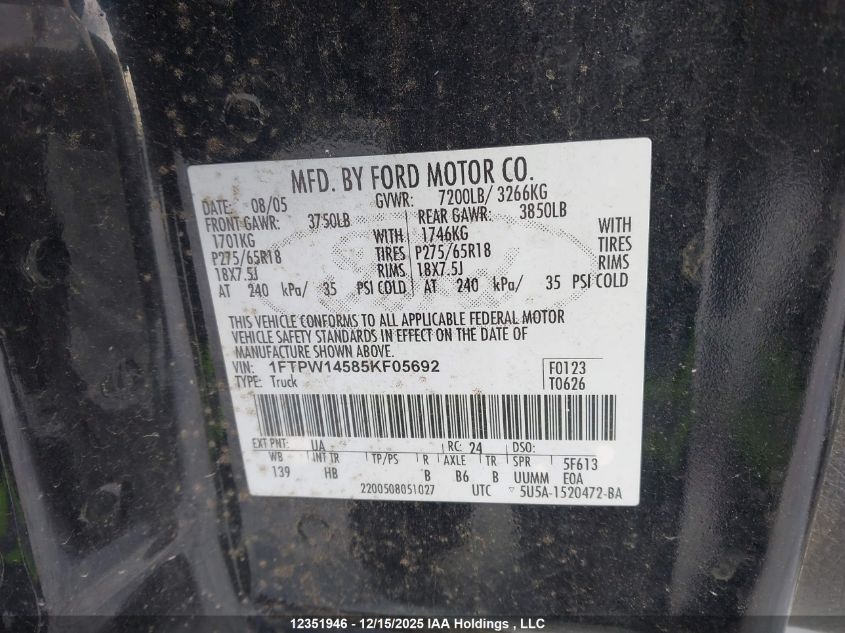 MFD. BY FORD MOTOR CO.
DATE: 08/05 GVWR: 7200LB/ 3266KG
FRONT GAWR: 3750LB REAR GAWR: 3850LB
1701KG WITH 1746KG WITH
P275/65R18 TIRES P275/65R18 TIRES
18X7.5J RIMS 18X7.5J RIMS
AT 240 kPa/ 35 PSI COLD AT 240 kPa/ 35 PSI COLD
THIS VEHICLE CONFORMS TO ALL APPLICABLE FEDERAL MOTOR
VEHICLE SAFETY STANDARDS IN EFFECT ON THE DATE OF
MANUFACTURE SHOWN ABOVE.
VIN: 1FTPW14585KF05692 F0123
TYPE: Truck T0626
EXT PNT: UA RC: 24 DSO:
WB INT TR TP/PS R AXLE TR SPR 5F613
139 HB B B6 B UUMM EOA
2200508051027 UTC 5U5A-1520472-BA
12351946 - 12/15/2025 IAA Holdings , LLC